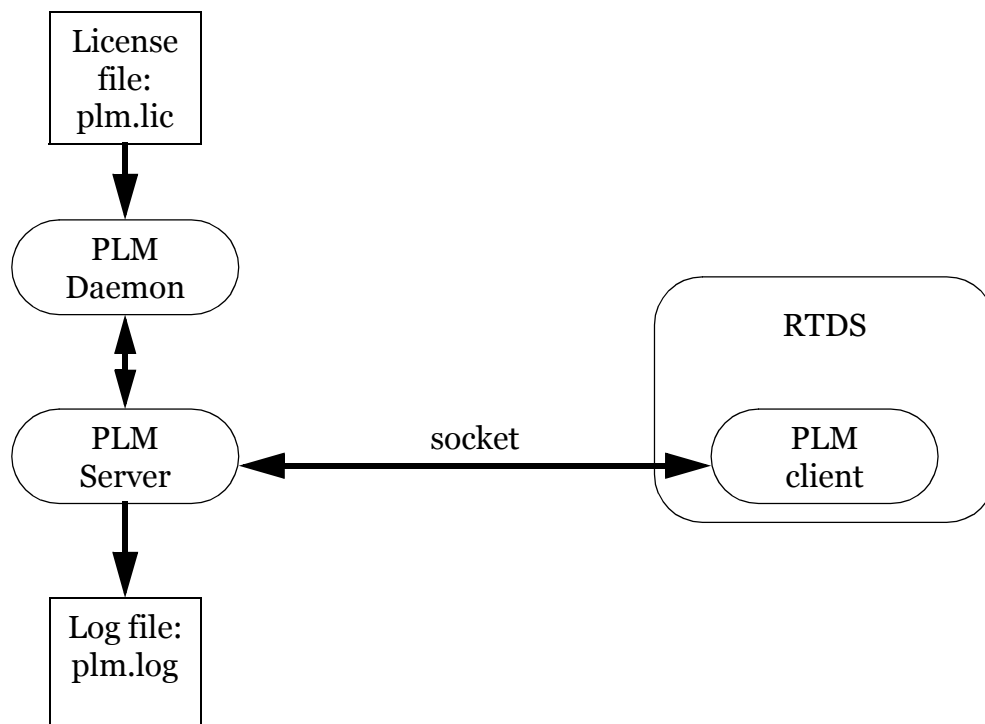 License
file:
plm.lic
PLM
Daemon
RTDS
PLM
Server
socket
PLM
client
Log file:
plm.log